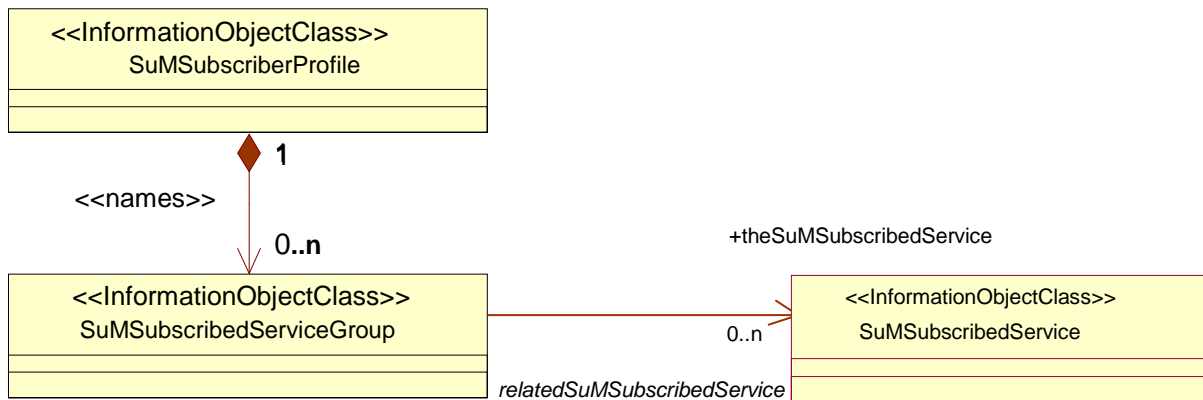 <<InformationObjectClass>>
SuMSubscriberProfile
1
<<names>>
0..n
+theSuMSubscribedService
<<InformationObjectClass>>
SuMSubscribedServiceGroup
0..n
relatedSuMSubscribedService
<<InformationObjectClass>>
SuMSubscribedService